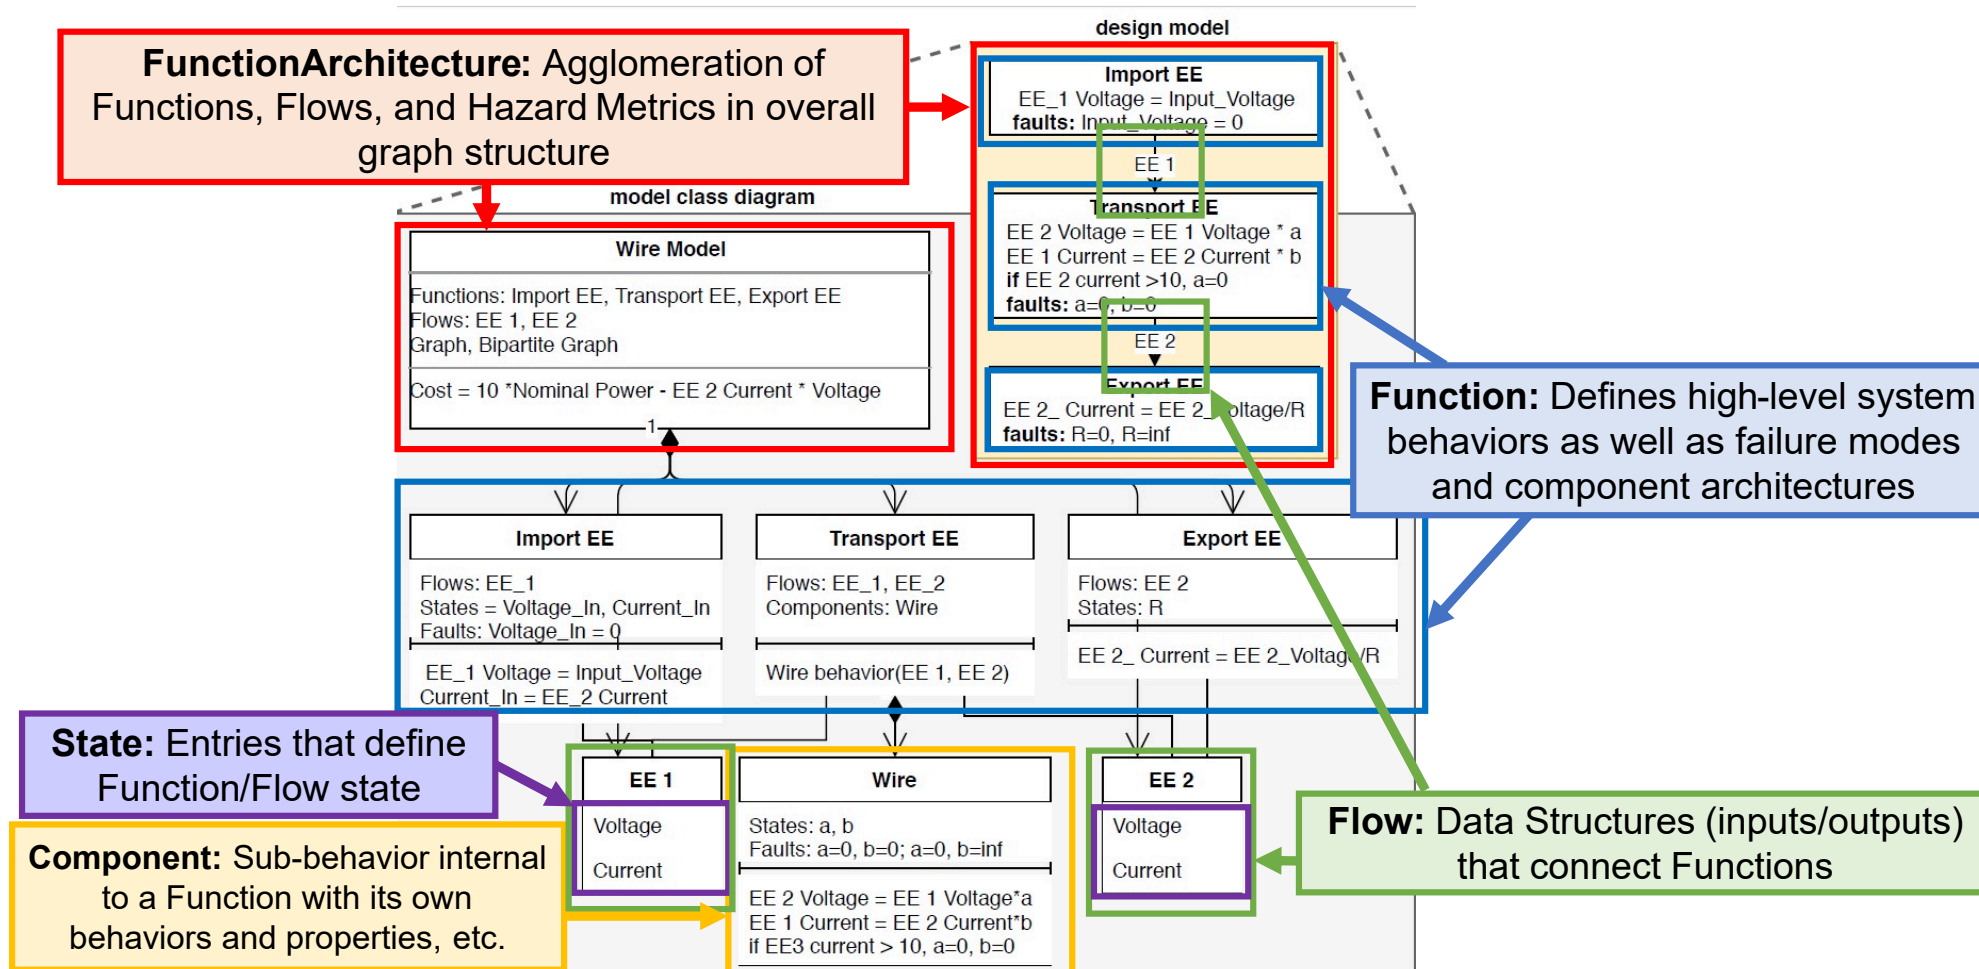 design model
FunctionArchitecture: Agglomeration of
Functions, Flows, and Hazard Metrics in overall
graph structure
Import EE
EE_1 Voltage = Input_Voltage
faults: Input_Voltage = 0
EE 1
Transport EE
EE 2 Voltage = EE 1 Voltage * a
EE 1 Current = EE 2 Current * b
if EE 2 current >10, a=0
faults: a=0, b=0
EE 2
Export EE
EE 2_ Current = EE 2_Voltage/R
faults: R=0, R=inf
model class diagram
Wire Model
Functions: Import EE, Transport EE, Export EE
Flows: EE 1, EE 2
Graph, Bipartite Graph
Cost = 10 *Nominal Power - EE 2 Current * Voltage
1
Function: Defines high-level system
behaviors as well as failure modes
and component architectures
Import EE
Flows: EE_1
States = Voltage_In, Current_In
Faults: Voltage_In = 0
EE_1 Voltage = Input_Voltage
Current_In = EE_2 Current
Transport EE
Flows: EE_1, EE_2
Components: Wire
Wire behavior(EE 1, EE 2)
Export EE
Flows: EE 2
States: R
EE 2_ Current = EE 2_Voltage/R
State: Entries that define
Function/Flow state
EE 1
Voltage
Current
Wire
States: a, b
Faults: a=0, b=0; a=0, b=inf
EE 2 Voltage = EE 1 Voltage*a
EE 1 Current = EE 2 Current*b
if EE3 current > 10, a=0, b=0
EE 2
Voltage
Current
Flow: Data Structures (inputs/outputs)
that connect Functions
Component: Sub-behavior internal
to a Function with its own
behaviors and properties, etc.